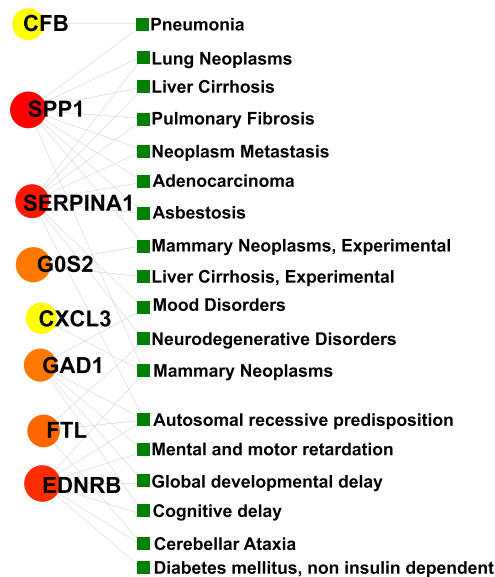 CFB
SPP1
SERPINA1
G0S2
CXCL3
GAD1
FTL
EDNRB
Pneumonia
Lung Neoplasms
Liver Cirrhosis
Pulmonary Fibrosis
Neoplasm Metastasis
Adenocarcinoma
Asbestosis
Mammary Neoplasms, Experimental
Liver Cirrhosis, Experimental
Mood Disorders
Neurodegenerative Disorders
Mammary Neoplasms
Autosomal recessive predisposition
Mental and motor retardation
Global developmental delay
Cognitive delay
Cerebellar Ataxia
Diabetes mellitus, non insulin dependent